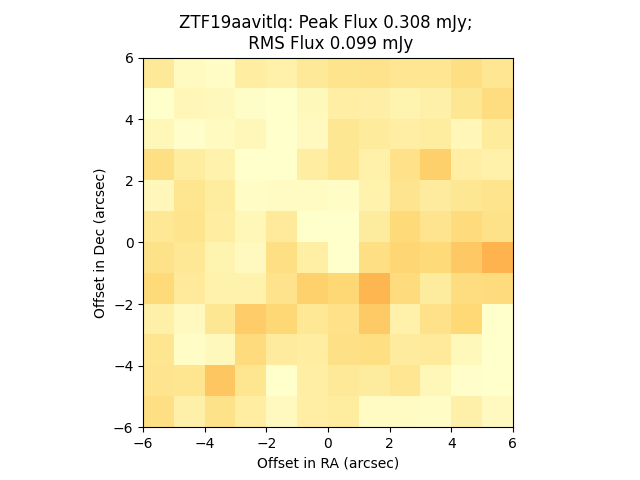 ZTF19aavitlq: Peak Flux 0.308 mJy;
RMS Flux 0.099 mJy
6
4
2
0
−2
−4
−6
Offset in Dec (arcsec)
−6 −4 −2 0 2 4 6
Offset in RA (arcsec)